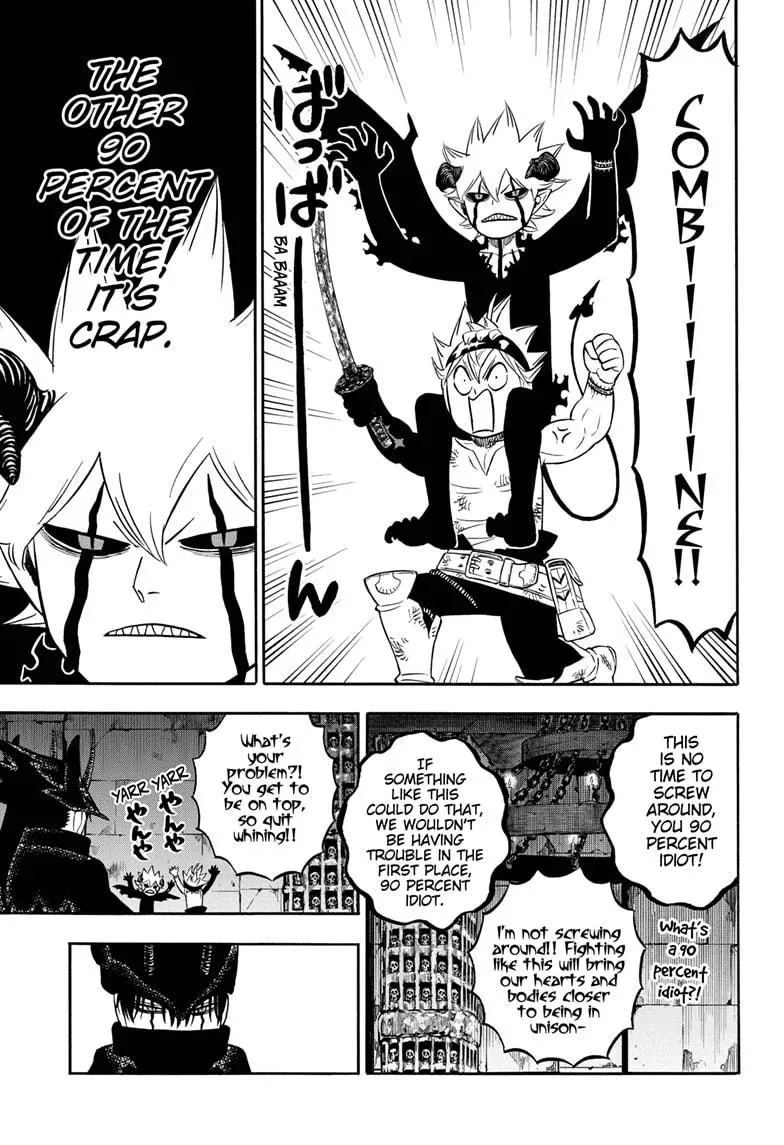 COMBIIIIIIINE!!
ばっばーーん
BA BAAAM
THE
OTHER
90
PERCENT
OF THE
TIME!
IT'S
CRAP.
THIS
IS NO
TIME TO
SCREW
AROUND,
YOU 90
PERCENT
IDIOT!
What's
a 90
percent
idiot?!
IF
SOMETHING
LIKE THIS
COULD DO THAT,
WE WOULDN'T
BE HAVING
TROUBLE IN THE
FIRST PLACE,
90 PERCENT
IDIOT.
I'm not screwing
around!! Fighting
like this will bring
our hearts and
bodies closer
to being in
unison-
What's
your
problem?!
You get to
be on top,
so quit
whining!!
YARR YARR
やんややんや